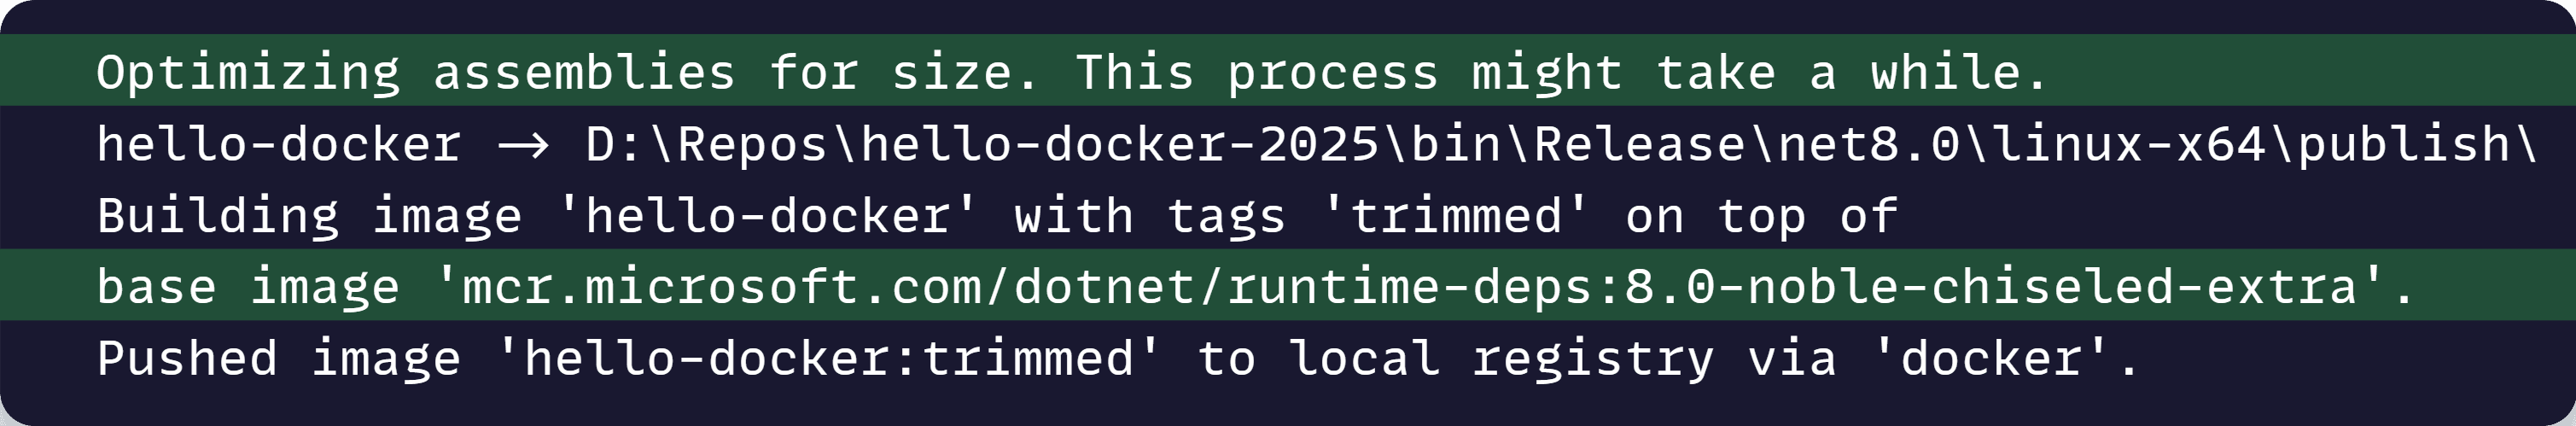 Optimizing assemblies for size. This process might take a while.
hello-docker → D:\Repos\hello-docker-2025\bin\Release\net8.0\linux-x64\publish\
Building image 'hello-docker' with tags 'trimmed' on top of
base image 'mcr.microsoft.com/dotnet/runtime-deps:8.0-noble-chiseled-extra'.
Pushed image 'hello-docker:trimmed' to local registry via 'docker'.